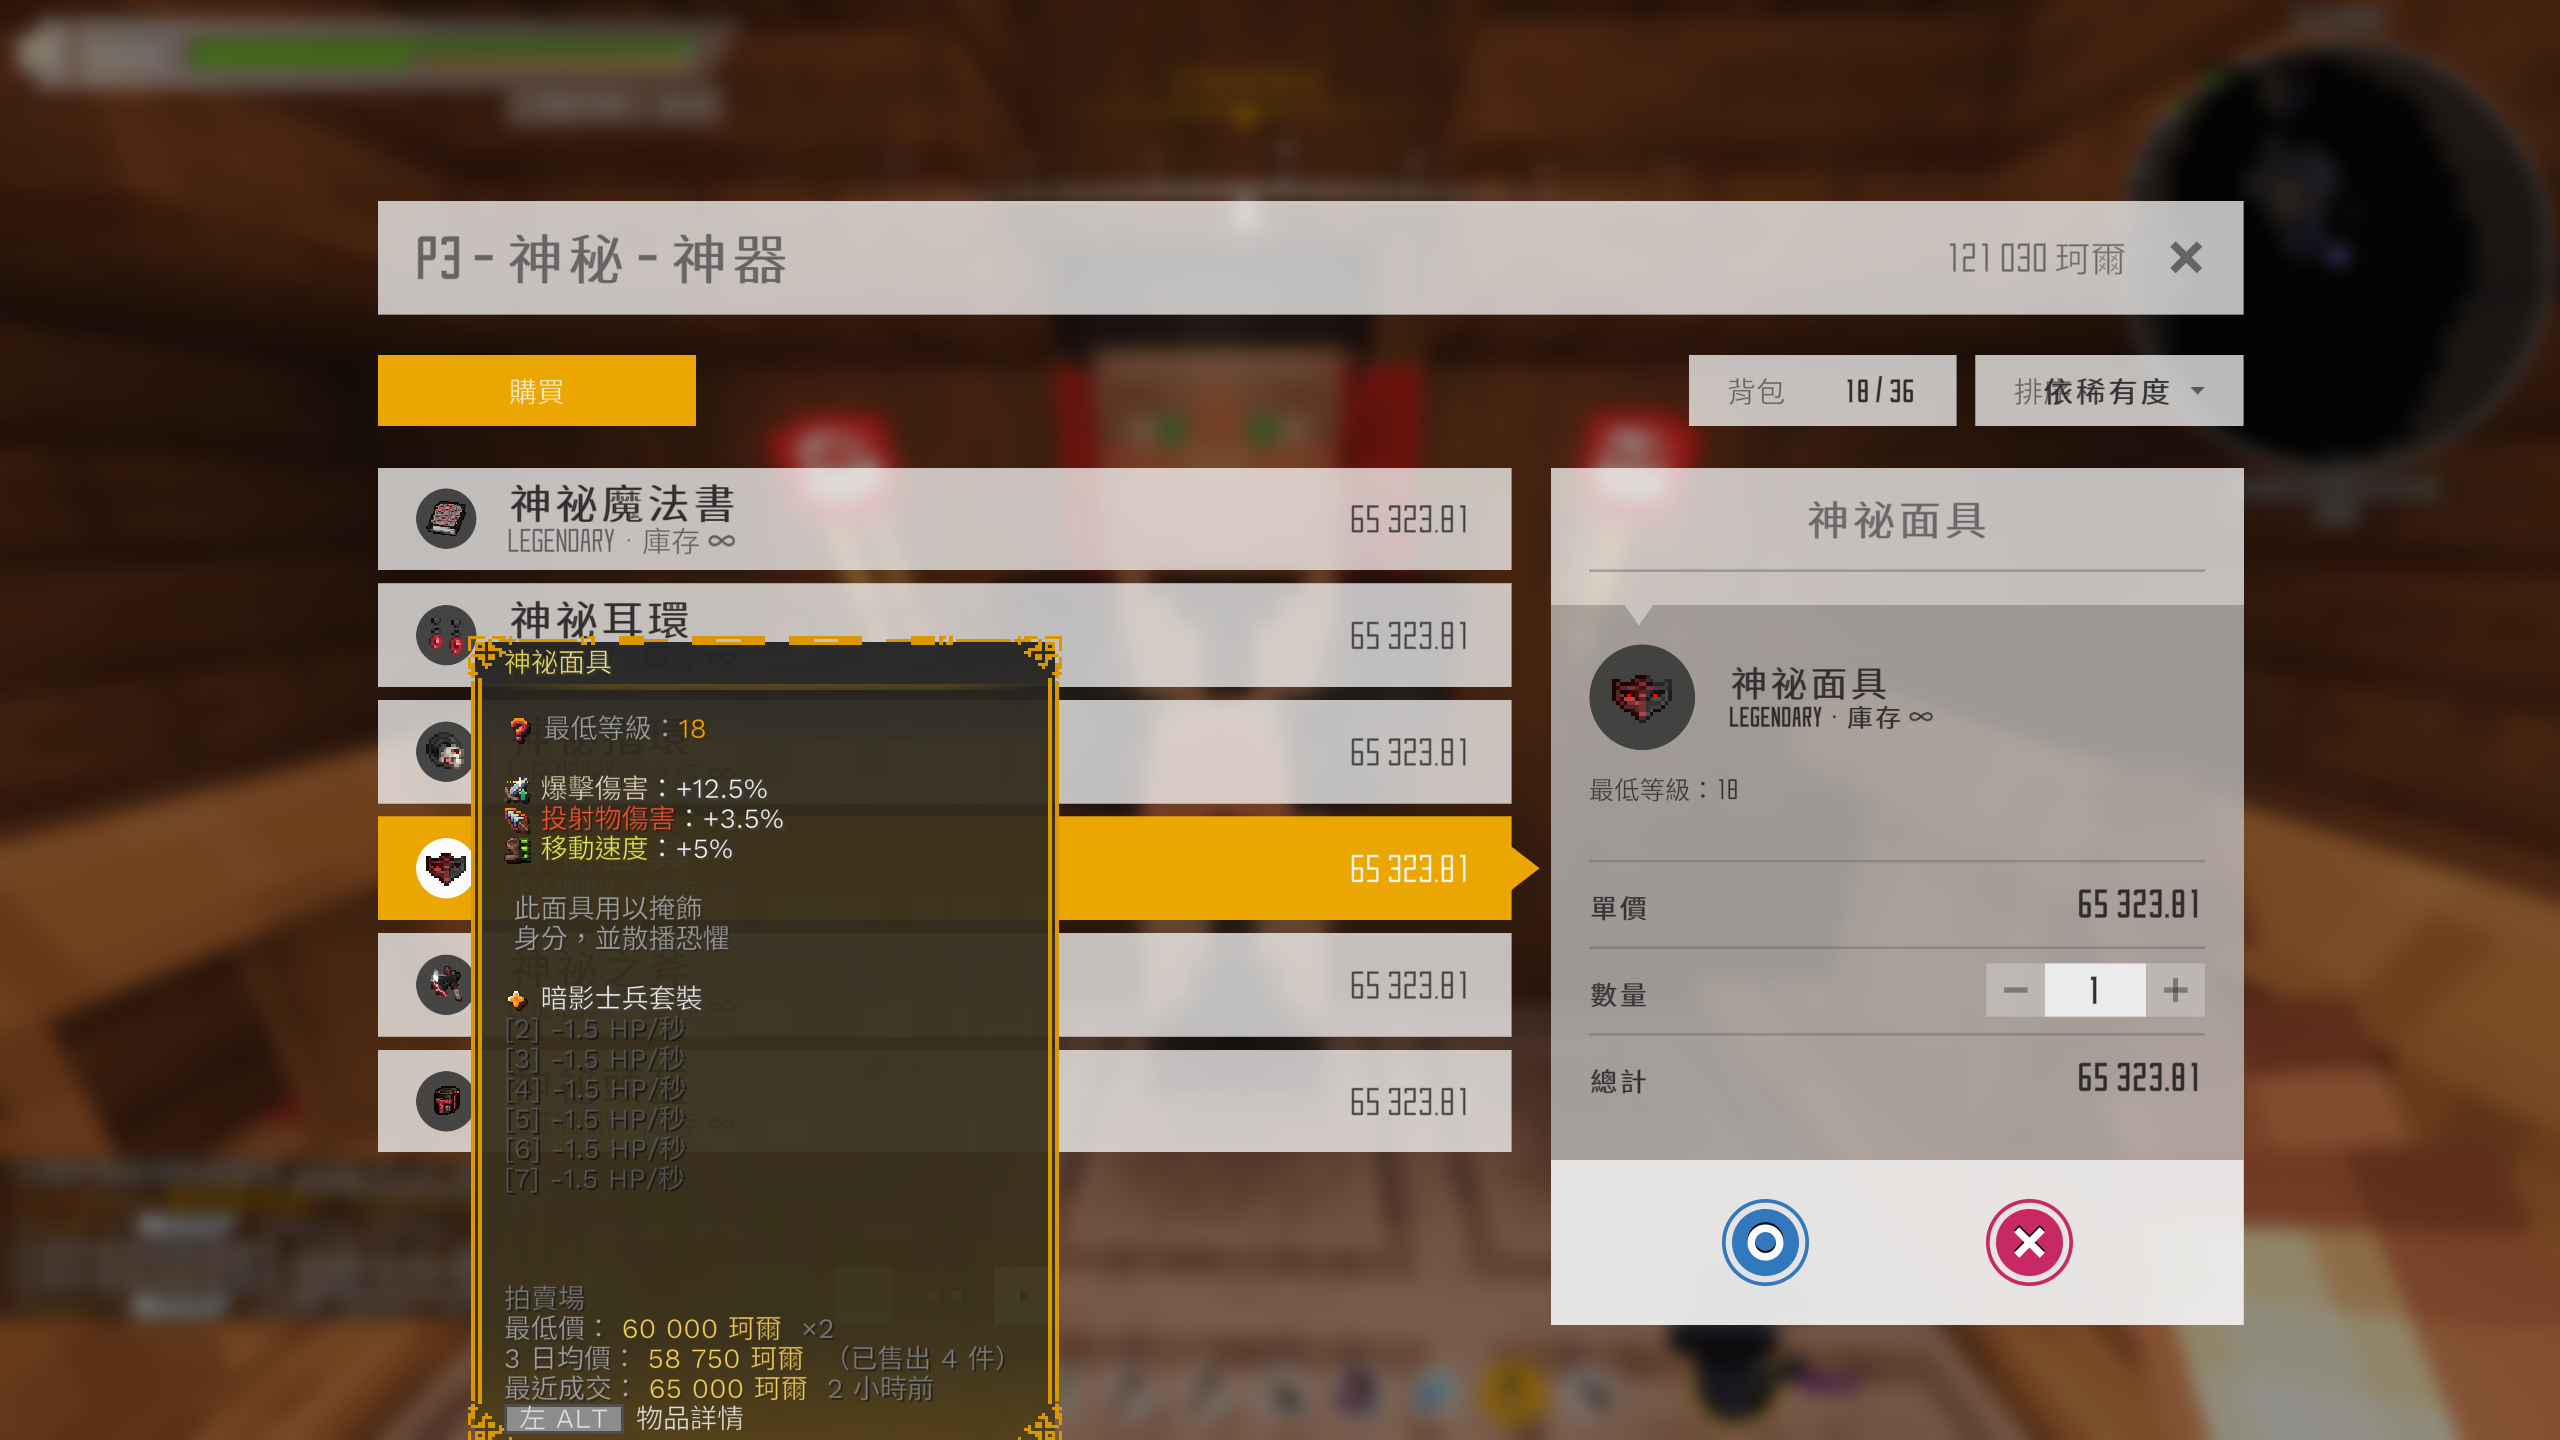 P3 - 神秘 - 神器
121 030 珂爾
購買
背包 18 / 36
依稀有度
神祕魔法書
LEGENDARY · 庫存 ∞
65 323.81
神祕耳環
65 323.81
65 323.81
65 323.81
65 323.81
65 323.81
神祕面具
最低等級：18
爆擊傷害：+12.5%
投射物傷害：+3.5%
移動速度：+5%
此面具用以掩飾
身分，並散播恐懼
暗影士兵套裝
[2] -1.5 HP/秒
[3] -1.5 HP/秒
[4] -1.5 HP/秒
[5] -1.5 HP/秒
[6] -1.5 HP/秒
[7] -1.5 HP/秒
拍賣場
最低價： 60 000 珂爾 ×2
3 日均價： 58 750 珂爾 （已售出 4 件）
最近成交： 65 000 珂爾 2 小時前
左 ALT 物品詳情
神祕面具
神祕面具
LEGENDARY · 庫存 ∞
最低等級：18
單價 65 323.81
數量 1
總計 65 323.81